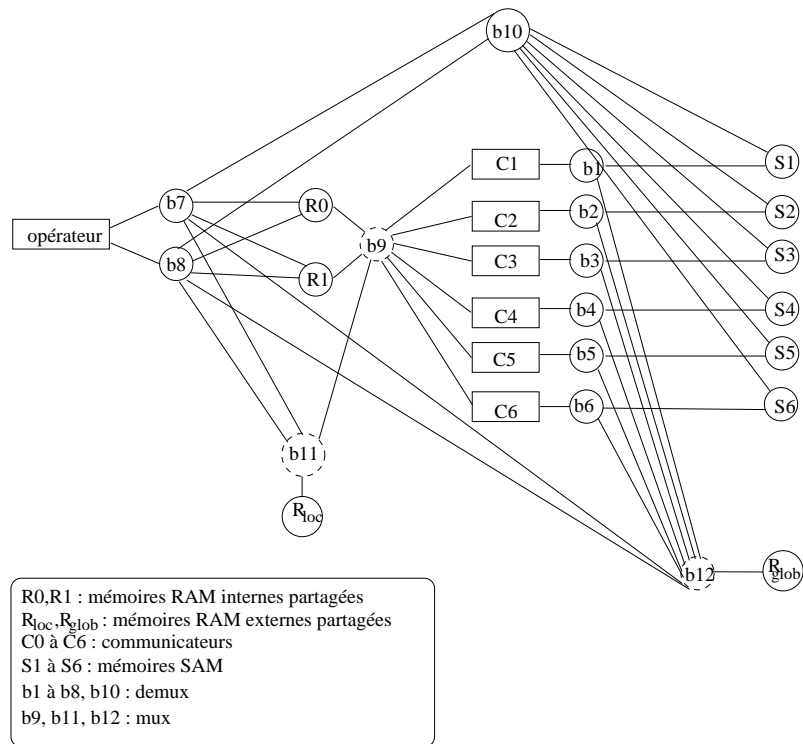 b10
C1
b1
S1
b7
R0
C2
b2
S2
opérateur
b9
b8
R1
C3
b3
S3
C4
b4
S4
C5
b5
S5
C6
b6
S6
b11
Rloc
b12
Rglob
R0,R1 : mémoires RAM internes partagées
Rloc,Rglob : mémoires RAM externes partagées
C0 à C6 : communicateurs
S1 à S6 : mémoires SAM
b1 à b8, b10 : demux
b9, b11, b12 : mux